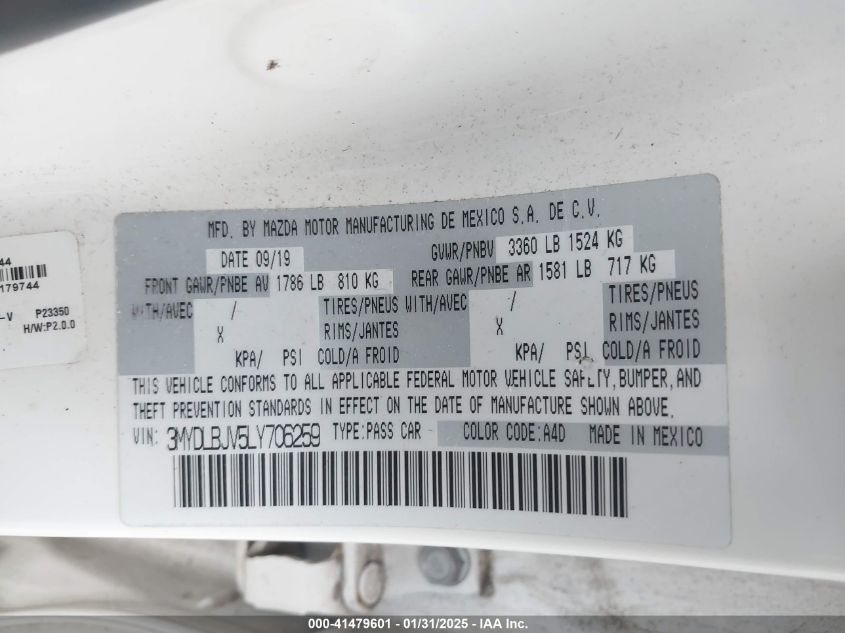 44
179744
-V P23350
H/W:P2.0.0
MFD. BY MAZDA MOTOR MANUFACTURING DE MEXICO S.A. DE C.V.
DATE 09/19 GVWR/PNBV 3360 LB 1524 KG
FRONT GAWR/PNBE AV 1786 LB 810 KG REAR GAWR/PNBE AR 1581 LB 717 KG
WITH/AVEC / TIRES/PNEUS WITH/AVEC / TIRES/PNEUS
X RIMS/JANTES X RIMS/JANTES
KPA/ PSI COLD/A FROID KPA/ PSI COLD/A FROID
THIS VEHICLE CONFORMS TO ALL APPLICABLE FEDERAL MOTOR VEHICLE SAFETY, BUMPER, AND
THEFT PREVENTION STANDARDS IN EFFECT ON THE DATE OF MANUFACTURE SHOWN ABOVE.
VIN: 3MYDLBJV5LY706259 TYPE:PASS CAR COLOR CODE:A4D MADE IN MEXICO
000-41479601 - 01/31/2025 - IAA Inc.